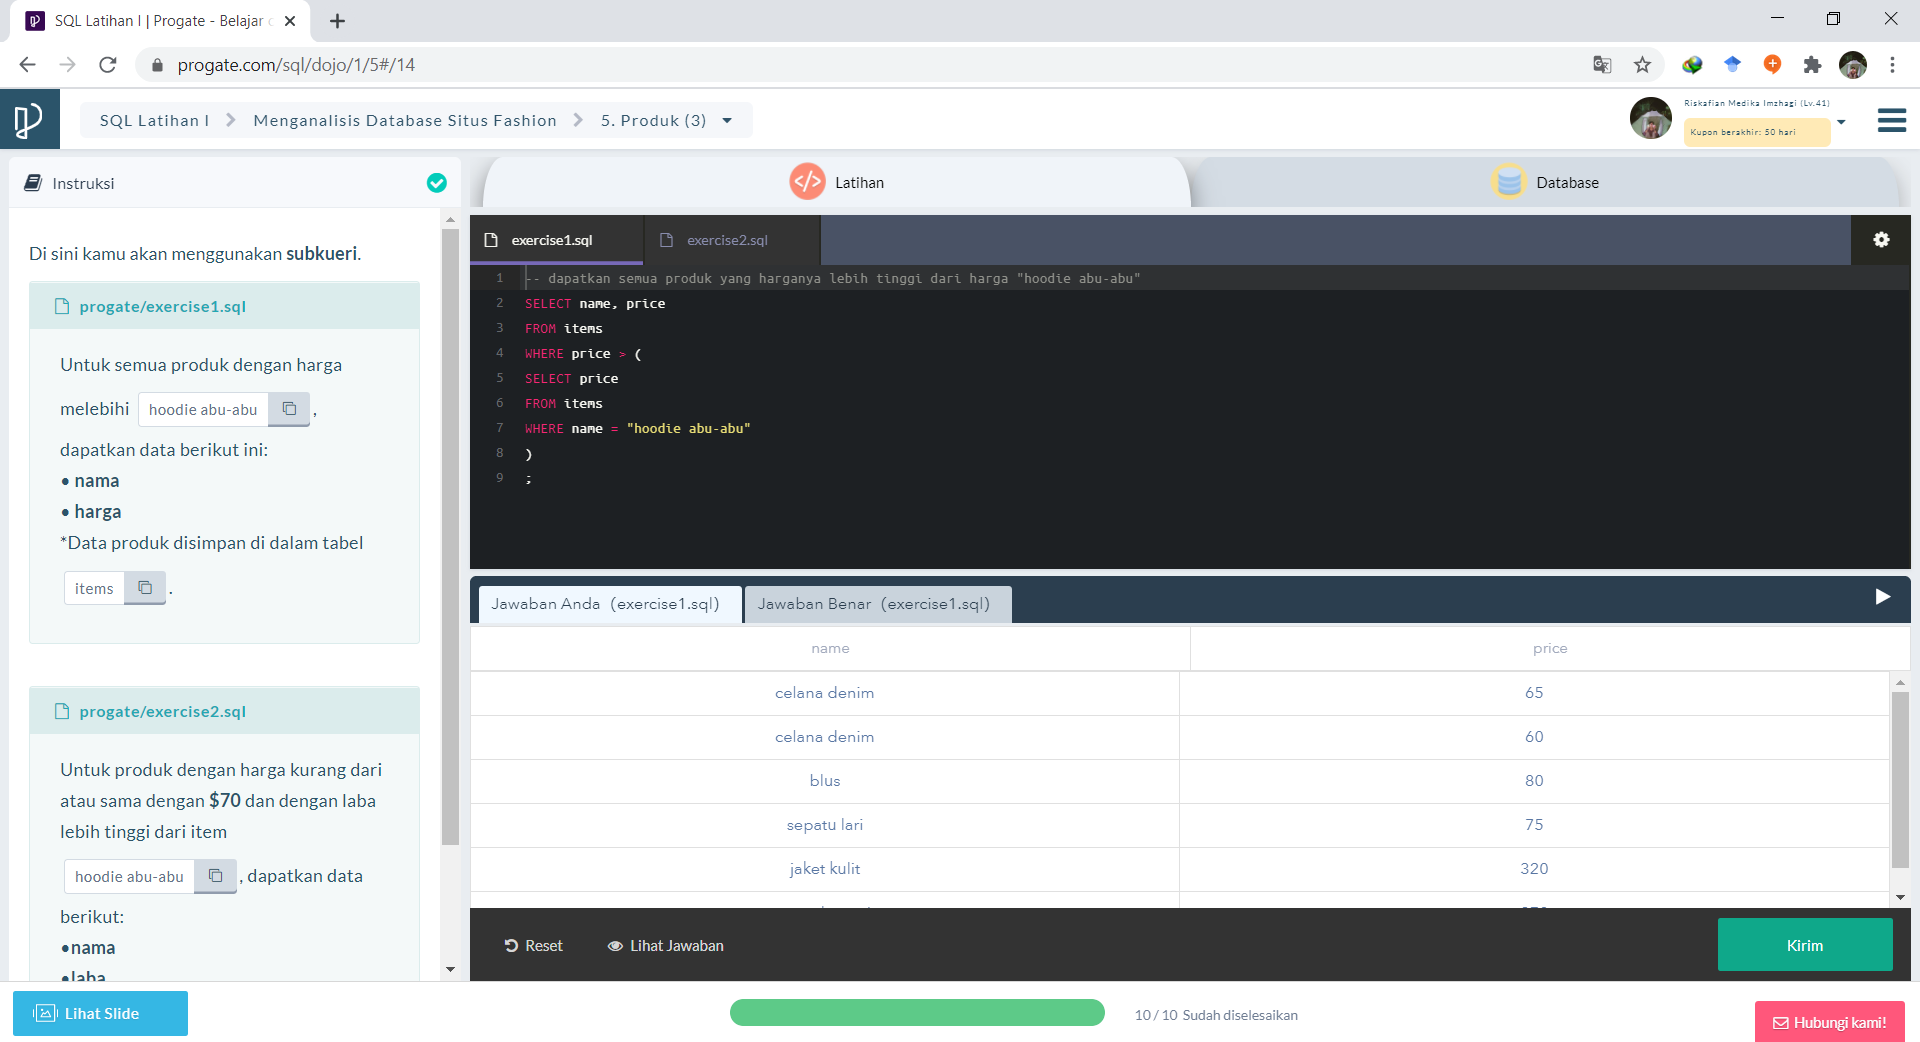 SQL Latihan I | Progate - Belajar
progate.com/sql/dojo/1/5#/14
SQL Latihan I
Menganalisis Database Situs Fashion
5. Produk (3)
Riskafian Medika Imzhagi (Lv.41)
Kupon berakhir: 50 hari
Instruksi
Di sini kamu akan menggunakan subkueri.
progate/exercise1.sql
Untuk semua produk dengan harga
melebihi hoodie abu-abu ,
dapatkan data berikut ini:
• nama
• harga
*Data produk disimpan di dalam tabel
items .
progate/exercise2.sql
Untuk produk dengan harga kurang dari
atau sama dengan $70 dan dengan laba
lebih tinggi dari item
hoodie abu-abu , dapatkan data
berikut:
•nama
•laba
Latihan
Database
exercise1.sql
exercise2.sql
1 -- dapatkan semua produk yang harganya lebih tinggi dari harga "hoodie abu-abu"
2 SELECT name, price
3 FROM items
4 WHERE price > (
5 SELECT price
6 FROM items
7 WHERE name = "hoodie abu-abu"
8 )
9 ;
Jawaban Anda (exercise1.sql)
Jawaban Benar (exercise1.sql)
name price
celana denim 65
celana denim 60
blus 80
sepatu lari 75
jaket kulit 320
Reset
Lihat Jawaban
Kirim
Lihat Slide
10 / 10 Sudah diselesaikan
Hubungi kami!